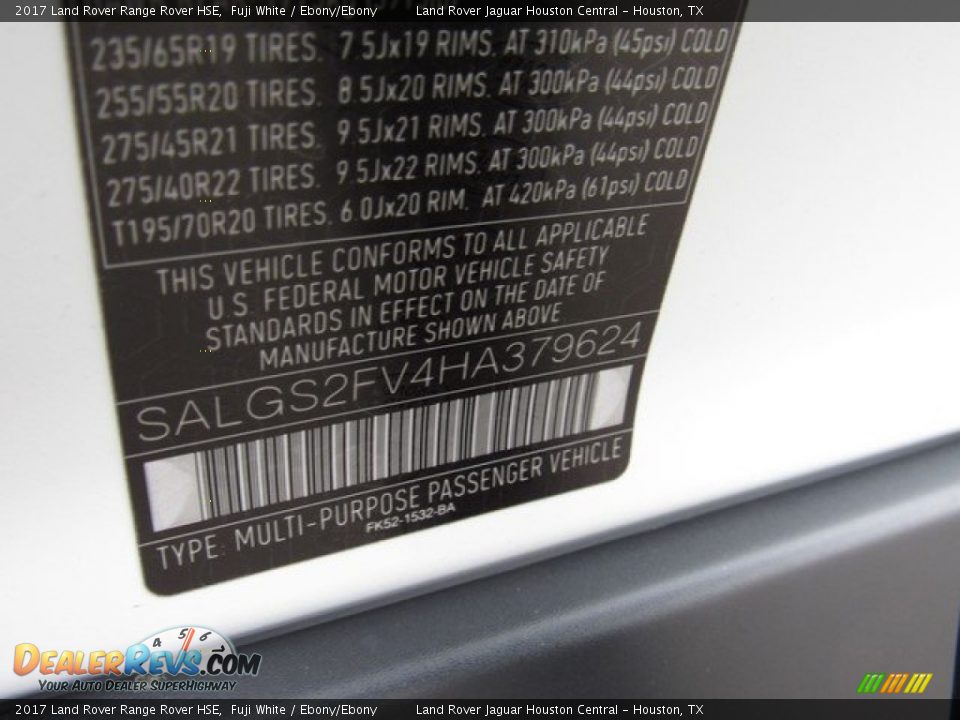 2017 Land Rover Range Rover HSE, Fuji White / Ebony/Ebony Land Rover Jaguar Houston Central - Houston, TX
235/65R19 TIRES. 7.5Jx19 RIMS. AT 310kPa (45psi) COLD
255/55R20 TIRES. 8.5Jx20 RIMS. AT 300kPa (44psi) COLD
275/45R21 TIRES. 9.5Jx21 RIMS. AT 300kPa (44psi) COLD
275/40R22 TIRES. 9.5Jx22 RIMS. AT 300kPa (44psi) COLD
T195/70R20 TIRES. 6.0Jx20 RIM. AT 420kPa (61psi) COLD
THIS VEHICLE CONFORMS TO ALL APPLICABLE
U.S. FEDERAL MOTOR VEHICLE SAFETY
STANDARDS IN EFFECT ON THE DATE OF
MANUFACTURE SHOWN ABOVE
SALGS2FV4HA379624
TYPE: MULTI-PURPOSE PASSENGER VEHICLE
FK52-1532-BA
4 5 6
DEALERREVS.COM
YOUR AUTO DEALER SUPERHIGHWAY
2017 Land Rover Range Rover HSE, Fuji White / Ebony/Ebony Land Rover Jaguar Houston Central - Houston, TX